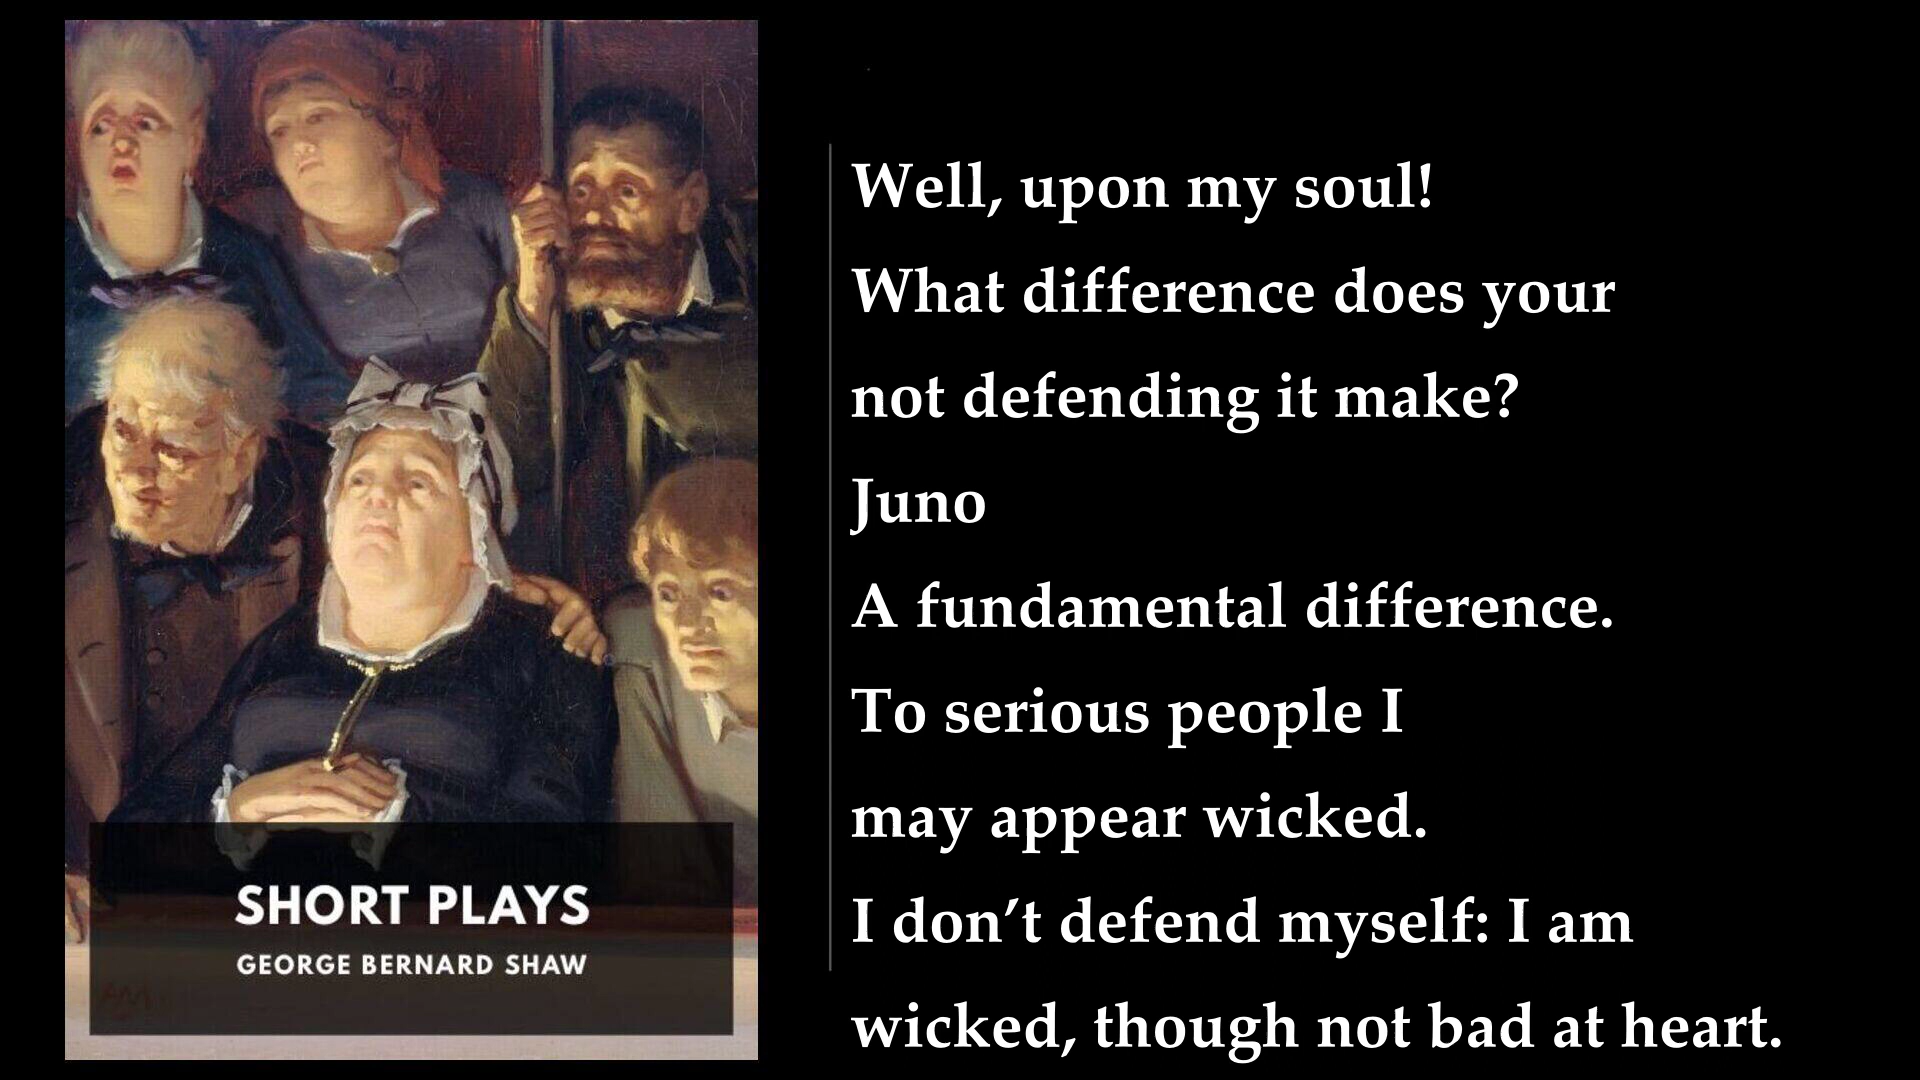 SHORT PLAYS
GEORGE BERNARD SHAW
Well, upon my soul!
What difference does your
not defending it make?
Juno
A fundamental difference.
To serious people I
may appear wicked.
I don’t defend myself: I am
wicked, though not bad at heart.